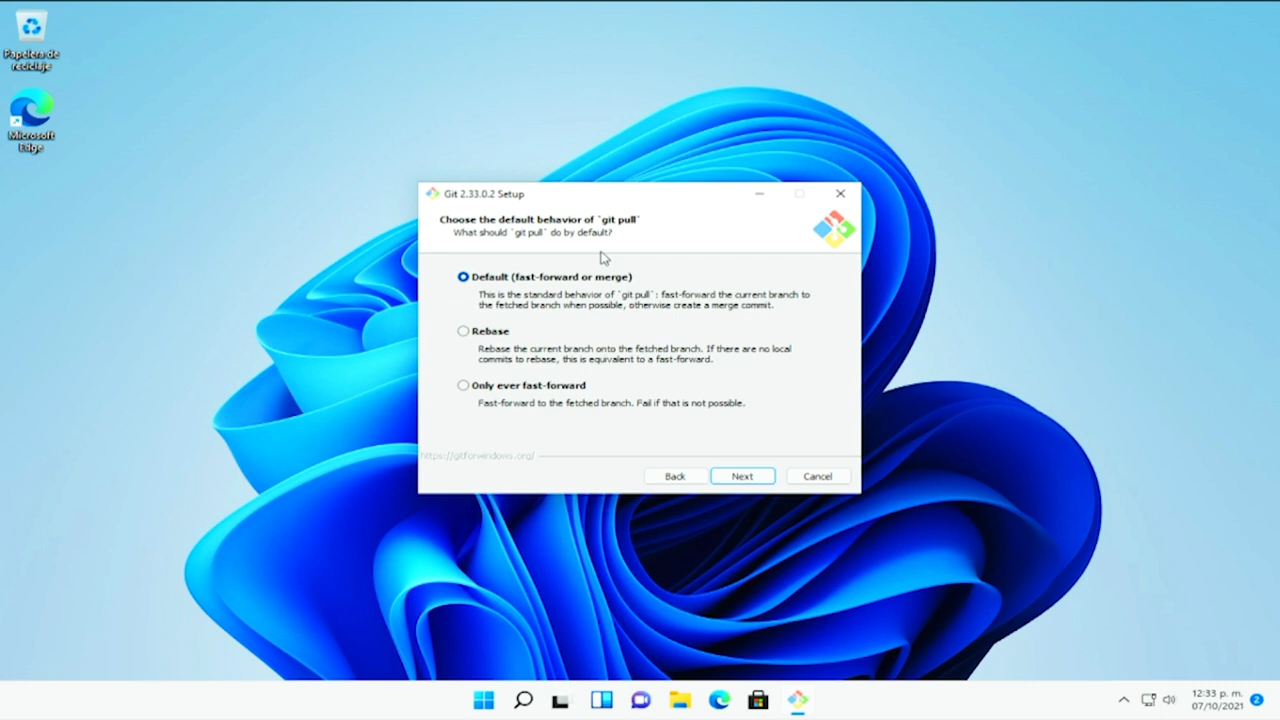 Papelera de
reciclaje
Microsoft
Edge
Git 2.33.0.2 Setup
Choose the default behavior of `git pull`
What should `git pull` do by default?
Default (fast-forward or merge)
This is the standard behavior of `git pull`: fast-forward the current branch to
the fetched branch when possible, otherwise create a merge commit.
Rebase
Rebase the current branch onto the fetched branch. If there are no local
commits to rebase, this is equivalent to a fast-forward.
Only ever fast-forward
Fast-forward to the fetched branch. Fail if that is not possible.
https://gitforwindows.org/
Back
Next
Cancel
12:33 p. m.
07/10/2021
2